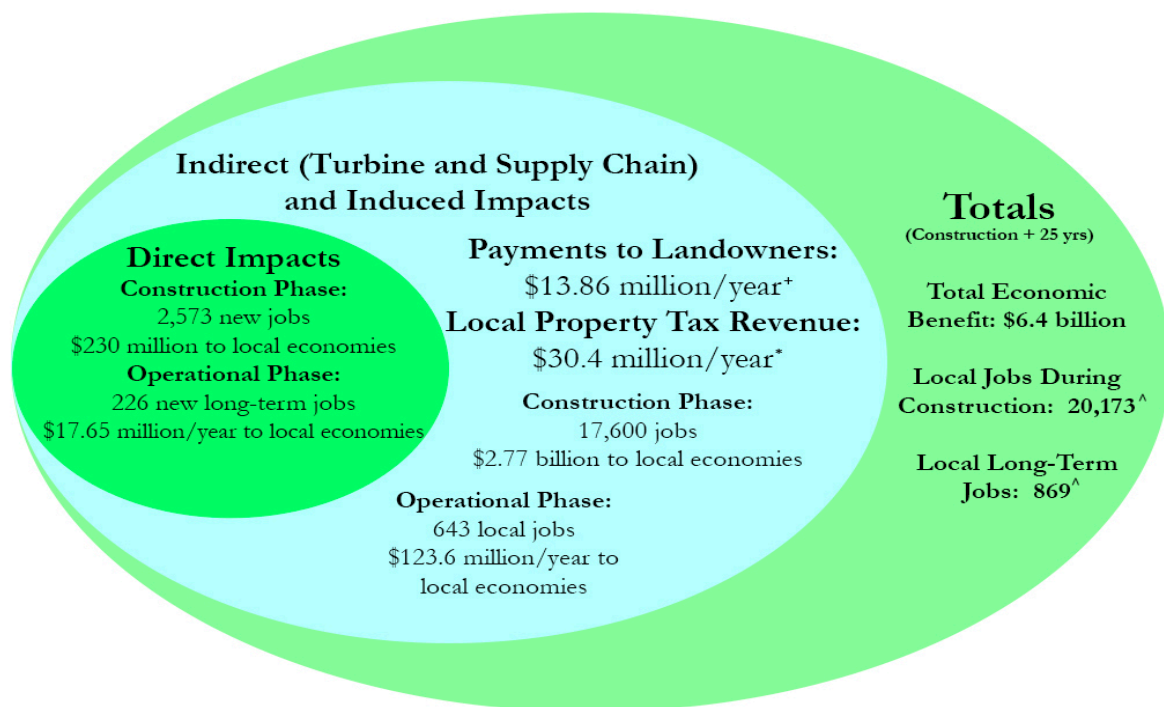 Indirect (Turbine and Supply Chain)
and Induced Impacts
Direct Impacts
Construction Phase:
2,573 new jobs
$230 million to local economies
Operational Phase:
226 new long-term jobs
$17.65 million/year to local economies
Payments to Landowners:
$13.86 million/year⁺
Local Property Tax Revenue:
$30.4 million/year*
Construction Phase:
17,600 jobs
$2.77 billion to local economies
Operational Phase:
643 local jobs
$123.6 million/year to
local economies
Totals
(Construction + 25 yrs)
Total Economic
Benefit: $6.4 billion
Local Jobs During
Construction: 20,173^
Local Long-Term
Jobs: 869^